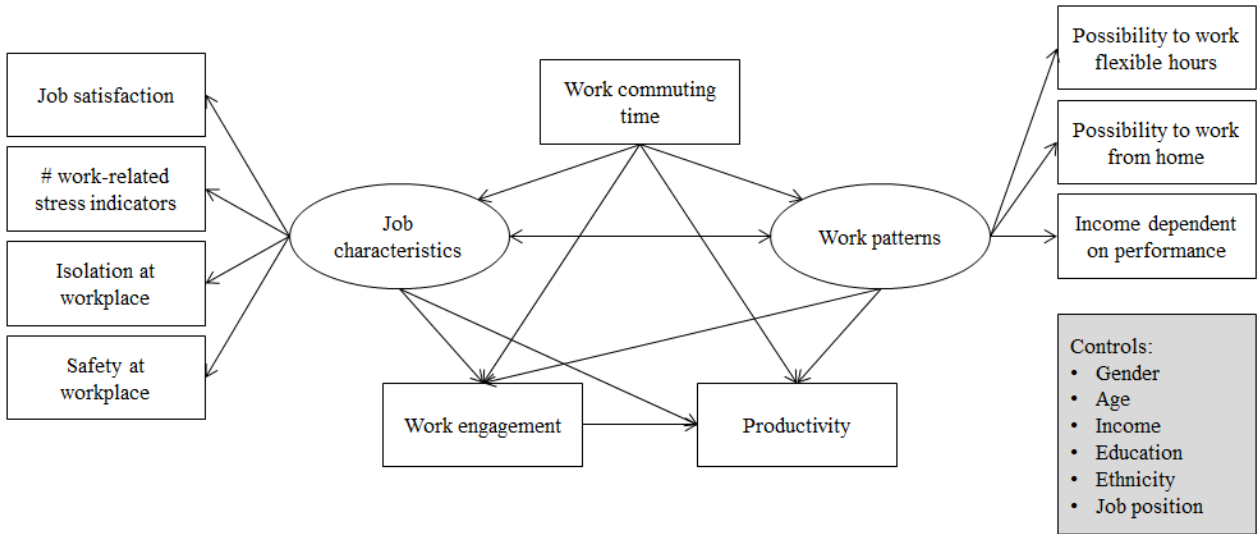 Job satisfaction
# work-related
stress indicators
Isolation at
workplace
Safety at
workplace
Work commuting
time
Job
characteristics
Work patterns
Work engagement
Productivity
Possibility to work
flexible hours
Possibility to work
from home
Income dependent
on performance
Controls:
• Gender
• Age
• Income
• Education
• Ethnicity
• Job position